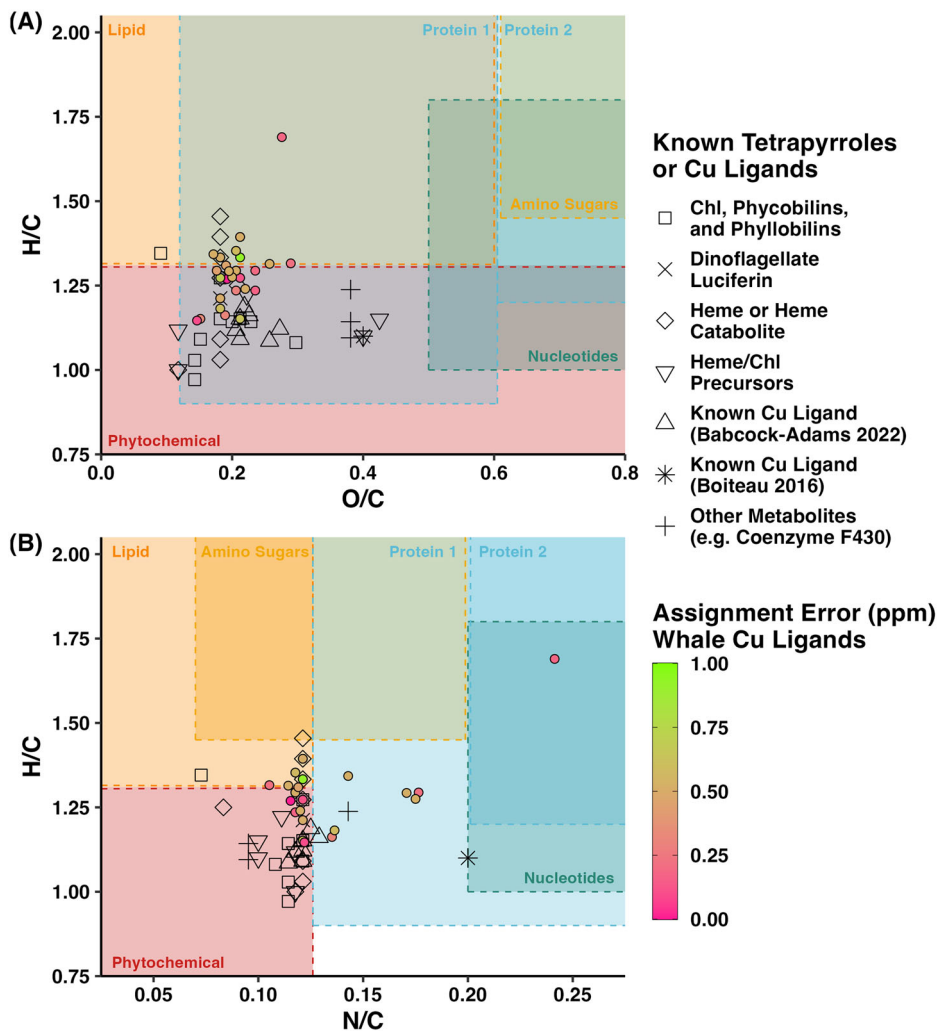 (A)
2.00
1.75
1.50
1.25
1.00
0.75
H/C
Lipid
Protein 1
Protein 2
Amino Sugars
Nucleotides
Phytochemical
0.0
0.2
0.4
0.6
0.8
O/C
(B)
2.00
1.75
1.50
1.25
1.00
0.75
H/C
Lipid
Amino Sugars
Protein 1
Protein 2
Nucleotides
Phytochemical
0.05
0.10
0.15
0.20
0.25
N/C
Known Tetrapyrroles
or Cu Ligands
Chl, Phycobilins,
and Phyllobilins
Dinoflagellate
Luciferin
Heme or Heme
Catabolite
Heme/Chl
Precursors
Known Cu Ligand
(Babcock-Adams 2022)
Known Cu Ligand
(Boiteau 2016)
Other Metabolites
(e.g. Coenzyme F430)
Assignment Error (ppm)
Whale Cu Ligands
1.00
0.75
0.50
0.25
0.00